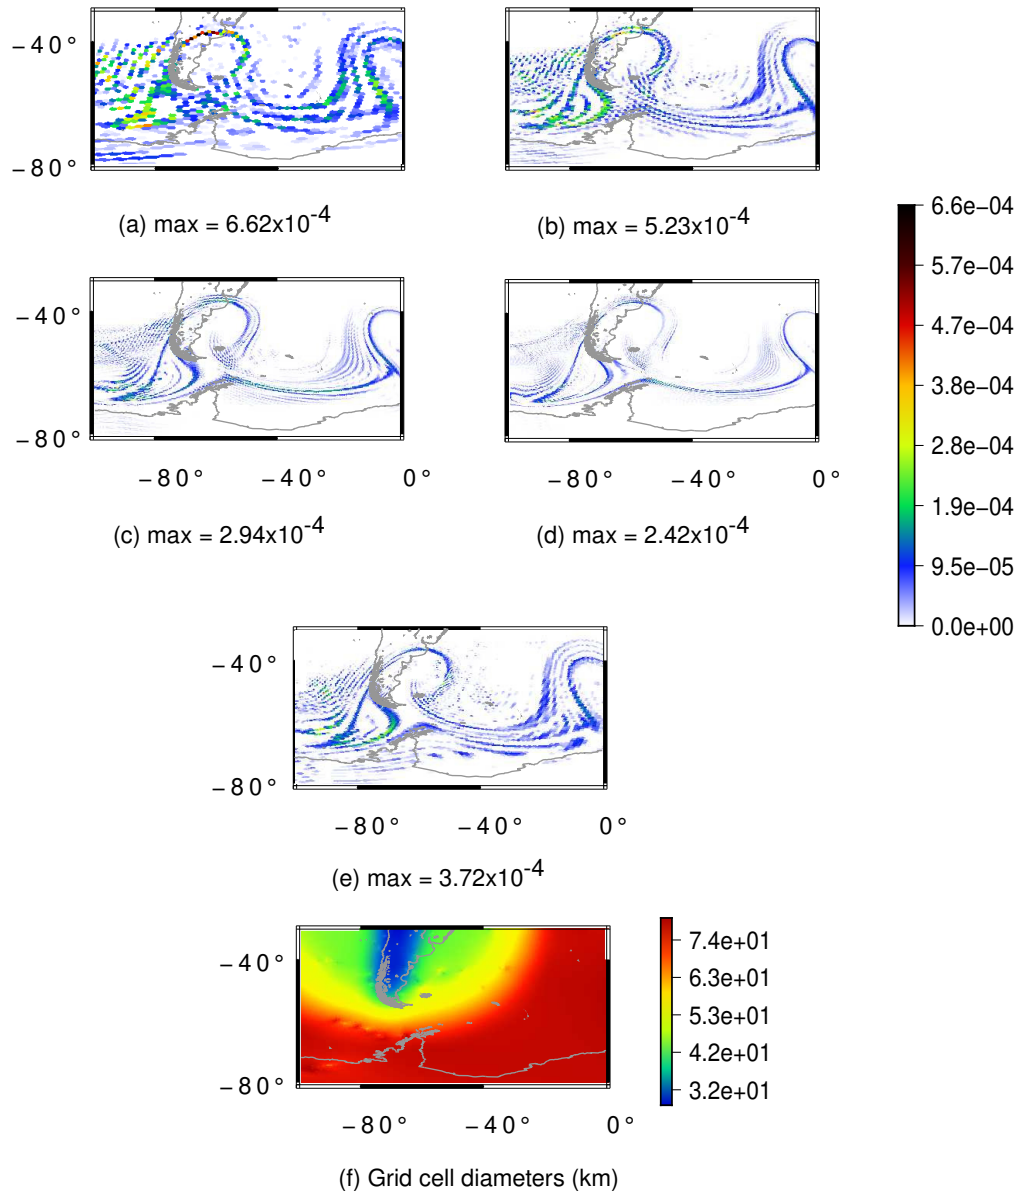 −40°
−80°
(a) max = 6.62x10-4
(b) max = 5.23x10-4
6.6e−04
5.7e−04
4.7e−04
3.8e−04
2.8e−04
1.9e−04
9.5e−05
0.0e+00
−40°
−80°
−80° −40° 0°
−80° −40° 0°
(c) max = 2.94x10-4
(d) max = 2.42x10-4
−40°
−80°
−80° −40° 0°
(e) max = 3.72x10-4
−40°
−80°
−80° −40° 0°
7.4e+01
6.3e+01
5.3e+01
4.2e+01
3.2e+01
(f) Grid cell diameters (km)